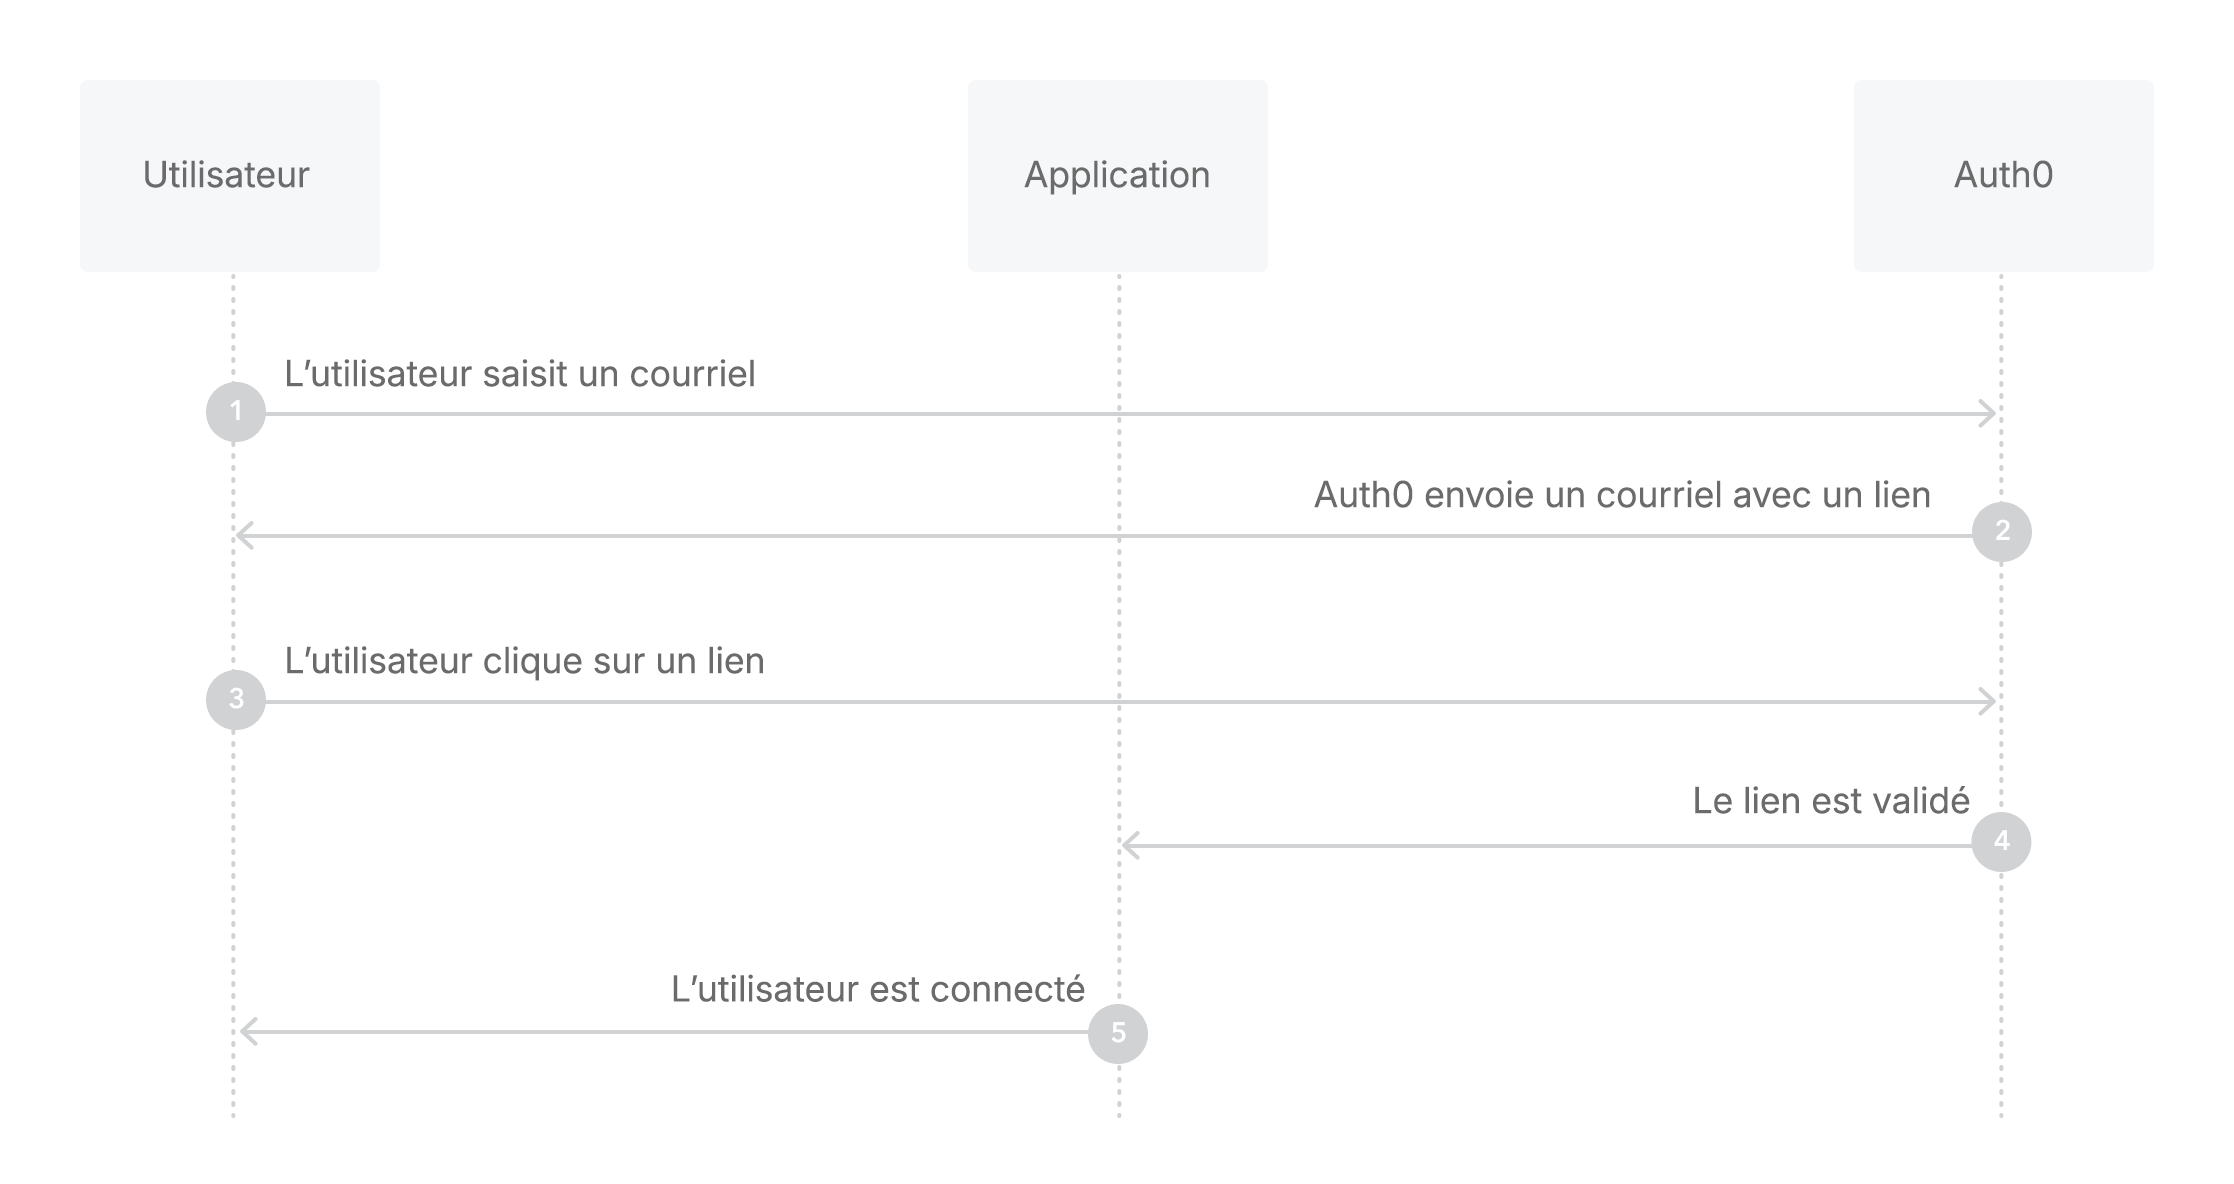 Utilisateur
Application
Auth0
L’utilisateur saisit un courriel
1
Auth0 envoie un courriel avec un lien
2
L’utilisateur clique sur un lien
3
Le lien est validé
4
L’utilisateur est connecté
5